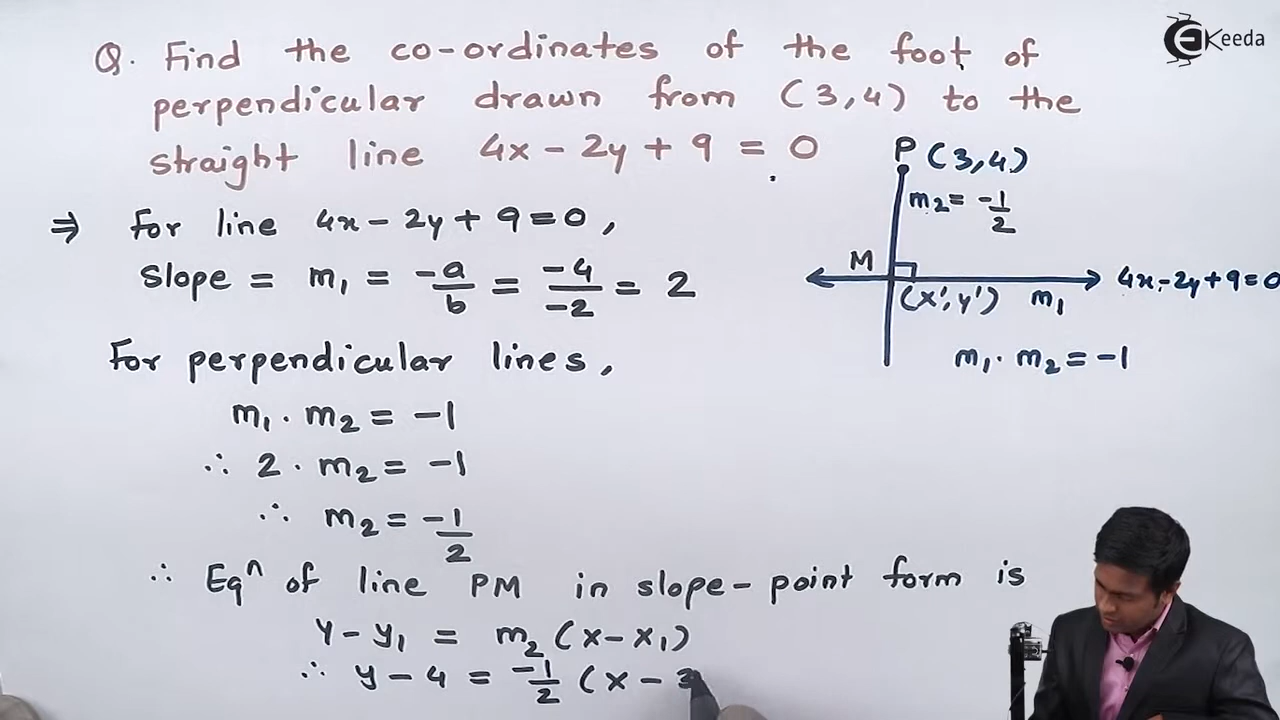 Keeda
Q. Find the co-ordinates of the foot of
perpendicular drawn from (3,4) to the
straight line 4x - 2y + 9 = 0
⇒ For line 4x - 2y + 9 = 0,
Slope = m₁ = -a/b = -4/-2 = 2
For perpendicular lines,
m₁ · m₂ = -1
∴ 2 · m₂ = -1
∴ m₂ = -1/2
∴ Eqⁿ of line PM in slope-point form is
y - y₁ = m₂ (x - x₁)
∴ y - 4 = -1/2 (x - 3
P (3,4)
m₂ = -1/2
M
4x - 2y + 9 = 0
(x', y') m₁
m₁ · m₂ = -1